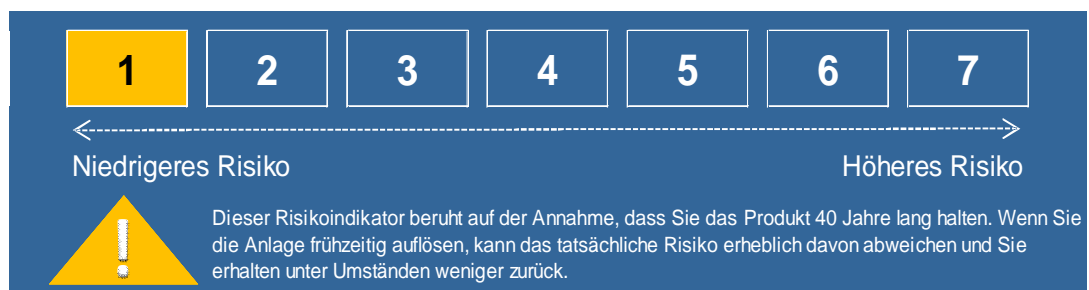 1 2 3 4 5 6 7
Niedrigeres Risiko Höheres Risiko
Dieser Risikoindikator beruht auf der Annahme, dass Sie das Produkt 40 Jahre lang halten. Wenn Sie
die Anlage frühzeitig auflösen, kann das tatsächliche Risiko erheblich davon abweichen und Sie
erhalten unter Umständen weniger zurück.